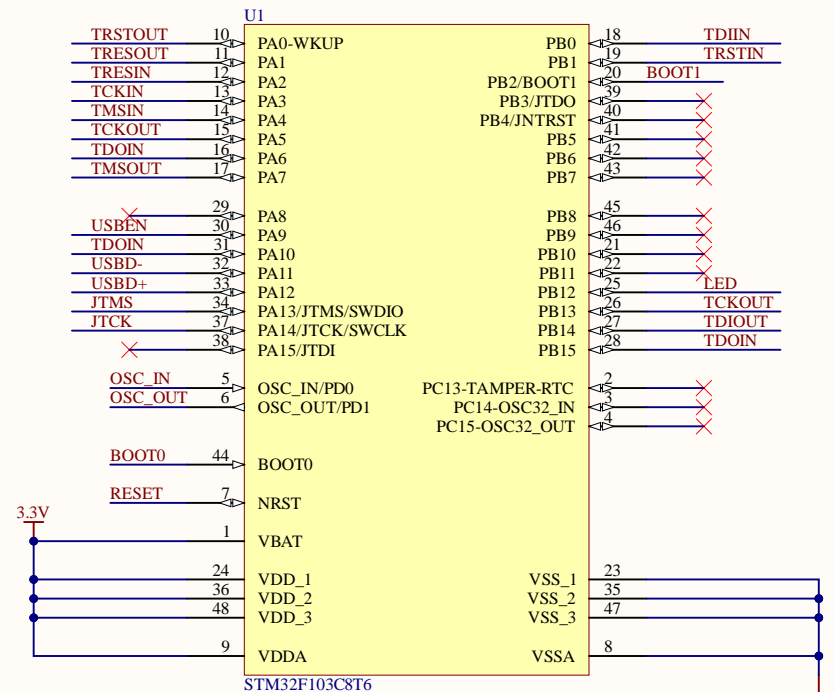 U1
TRSTOUT 10 PA0-WKUP PB0 18 TDIIN
TRESOUT 11 PA1 PB1 19 TRSTIN
TRESIN 12 PA2 PB2/BOOT1 20 BOOT1
TCKIN 13 PA3 PB3/JTDO 39
TMSIN 14 PA4 PB4/JNTRST 40
TCKOUT 15 PA5 PB5 41
TDOIN 16 PA6 PB6 42
TMSOUT 17 PA7 PB7 43
29 PA8 PB8 45
USBEN 30 PA9 PB9 46
TDOIN 31 PA10 PB10 21
USBD- 32 PA11 PB11 22
USBD+ 33 PA12 PB12 25 LED
JTMS 34 PA13/JTMS/SWDIO PB13 26 TCKOUT
JTCK 37 PA14/JTCK/SWCLK PB14 27 TDIOUT
38 PA15/JTDI PB15 28 TDOIN
OSC_IN 5 OSC_IN/PD0 PC13-TAMPER-RTC 2
OSC_OUT 6 OSC_OUT/PD1 PC14-OSC32_IN 3
PC15-OSC32_OUT 4
BOOT0 44 BOOT0
RESET 7 NRST
3.3V
1 VBAT
24 VDD_1 VSS_1 23
36 VDD_2 VSS_2 35
48 VDD_3 VSS_3 47
9 VDDA VSSA 8
STM32F103C8T6